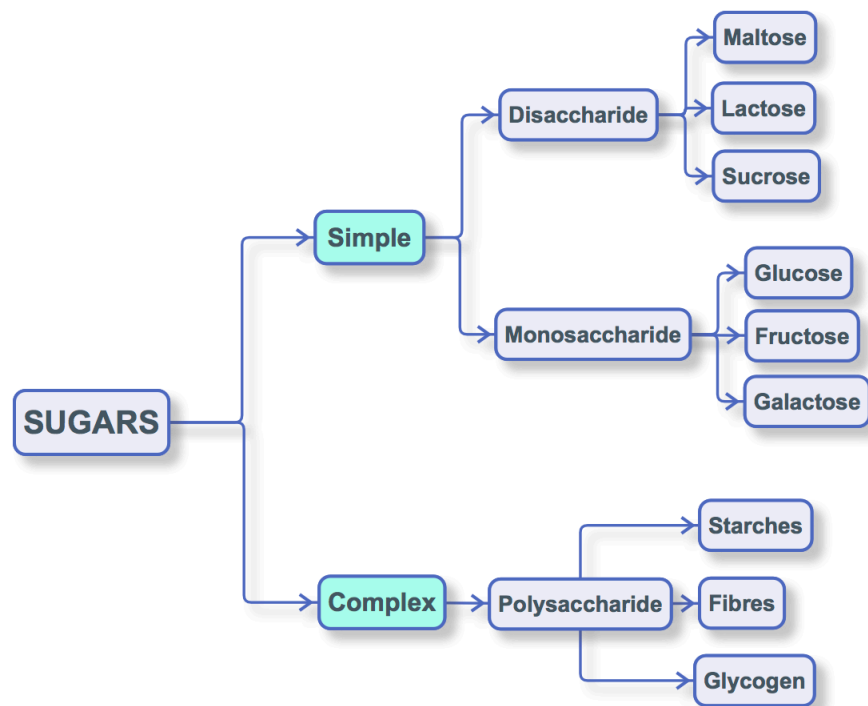 Maltose
Disaccharide
Lactose
Sucrose
Simple
Glucose
Monosaccharide
Fructose
Galactose
SUGARS
Starches
Complex
Polysaccharide
Fibres
Glycogen